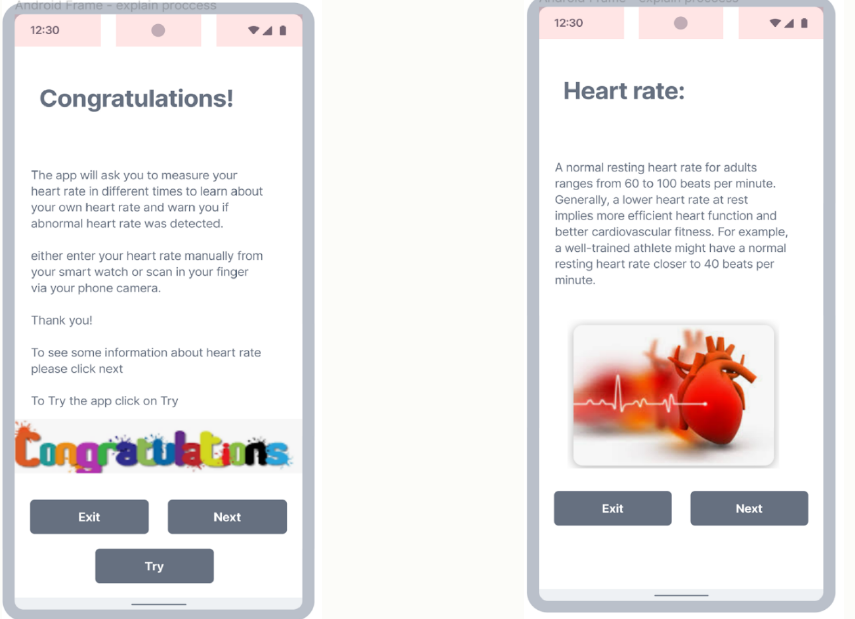 Android Frame - explain proccess
12:30
Congratulations!
The app will ask you to measure your
heart rate in different times to learn about
your own heart rate and warn you if
abnormal heart rate was detected.
either enter your heart rate manually from
your smart watch or scan in your finger
via your phone camera.
Thank you!
To see some information about heart rate
please click next
To Try the app click on Try
Congratulations
Exit
Next
Try
Android Frame - explain proccess
12:30
Heart rate:
A normal resting heart rate for adults
ranges from 60 to 100 beats per minute.
Generally, a lower heart rate at rest
implies more efficient heart function and
better cardiovascular fitness. For example,
a well-trained athlete might have a normal
resting heart rate closer to 40 beats per
minute.
Exit
Next